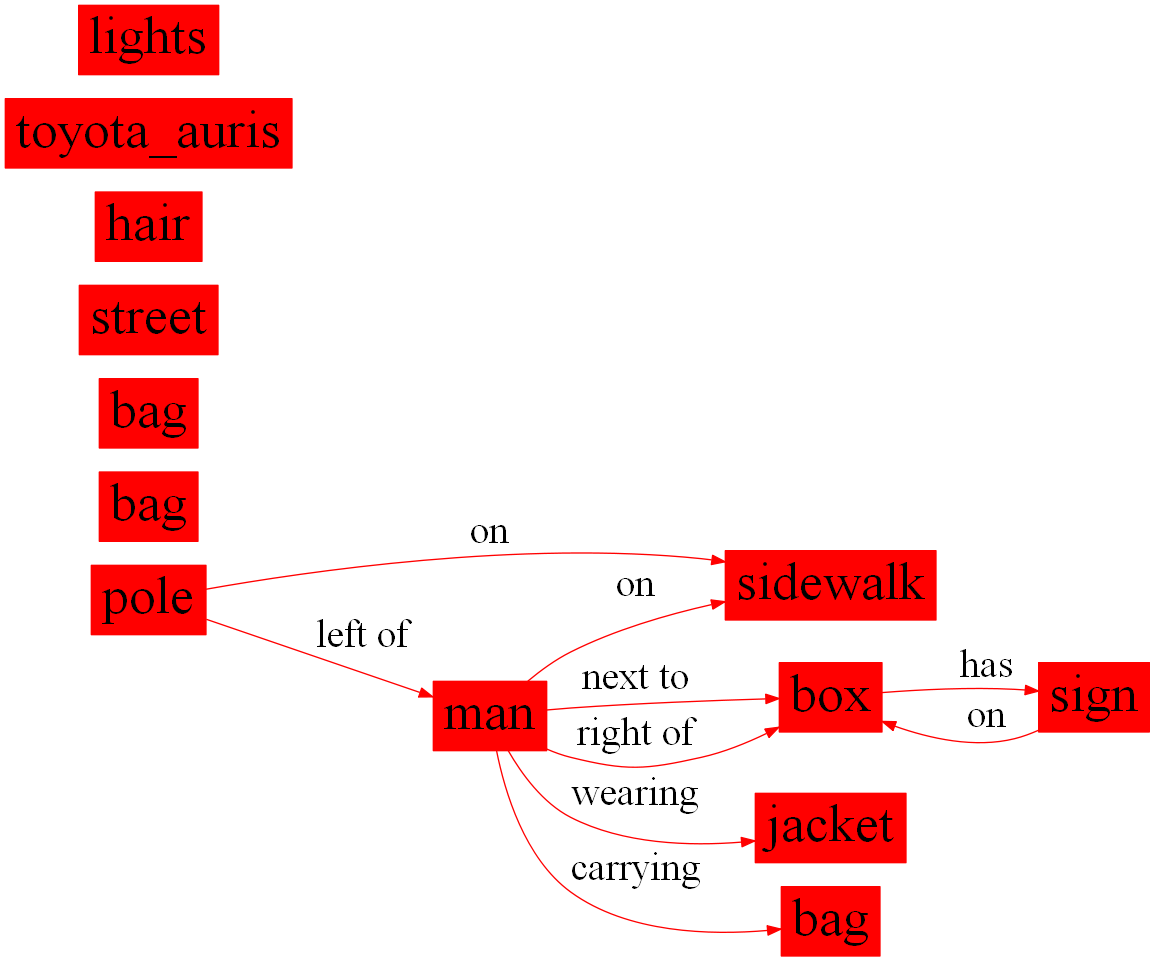 lights
toyota_auris
hair
street
bag
bag
on
pole
sidewalk
on
left of
man
next to
right of
box
has
on
sign
wearing
jacket
carrying
bag